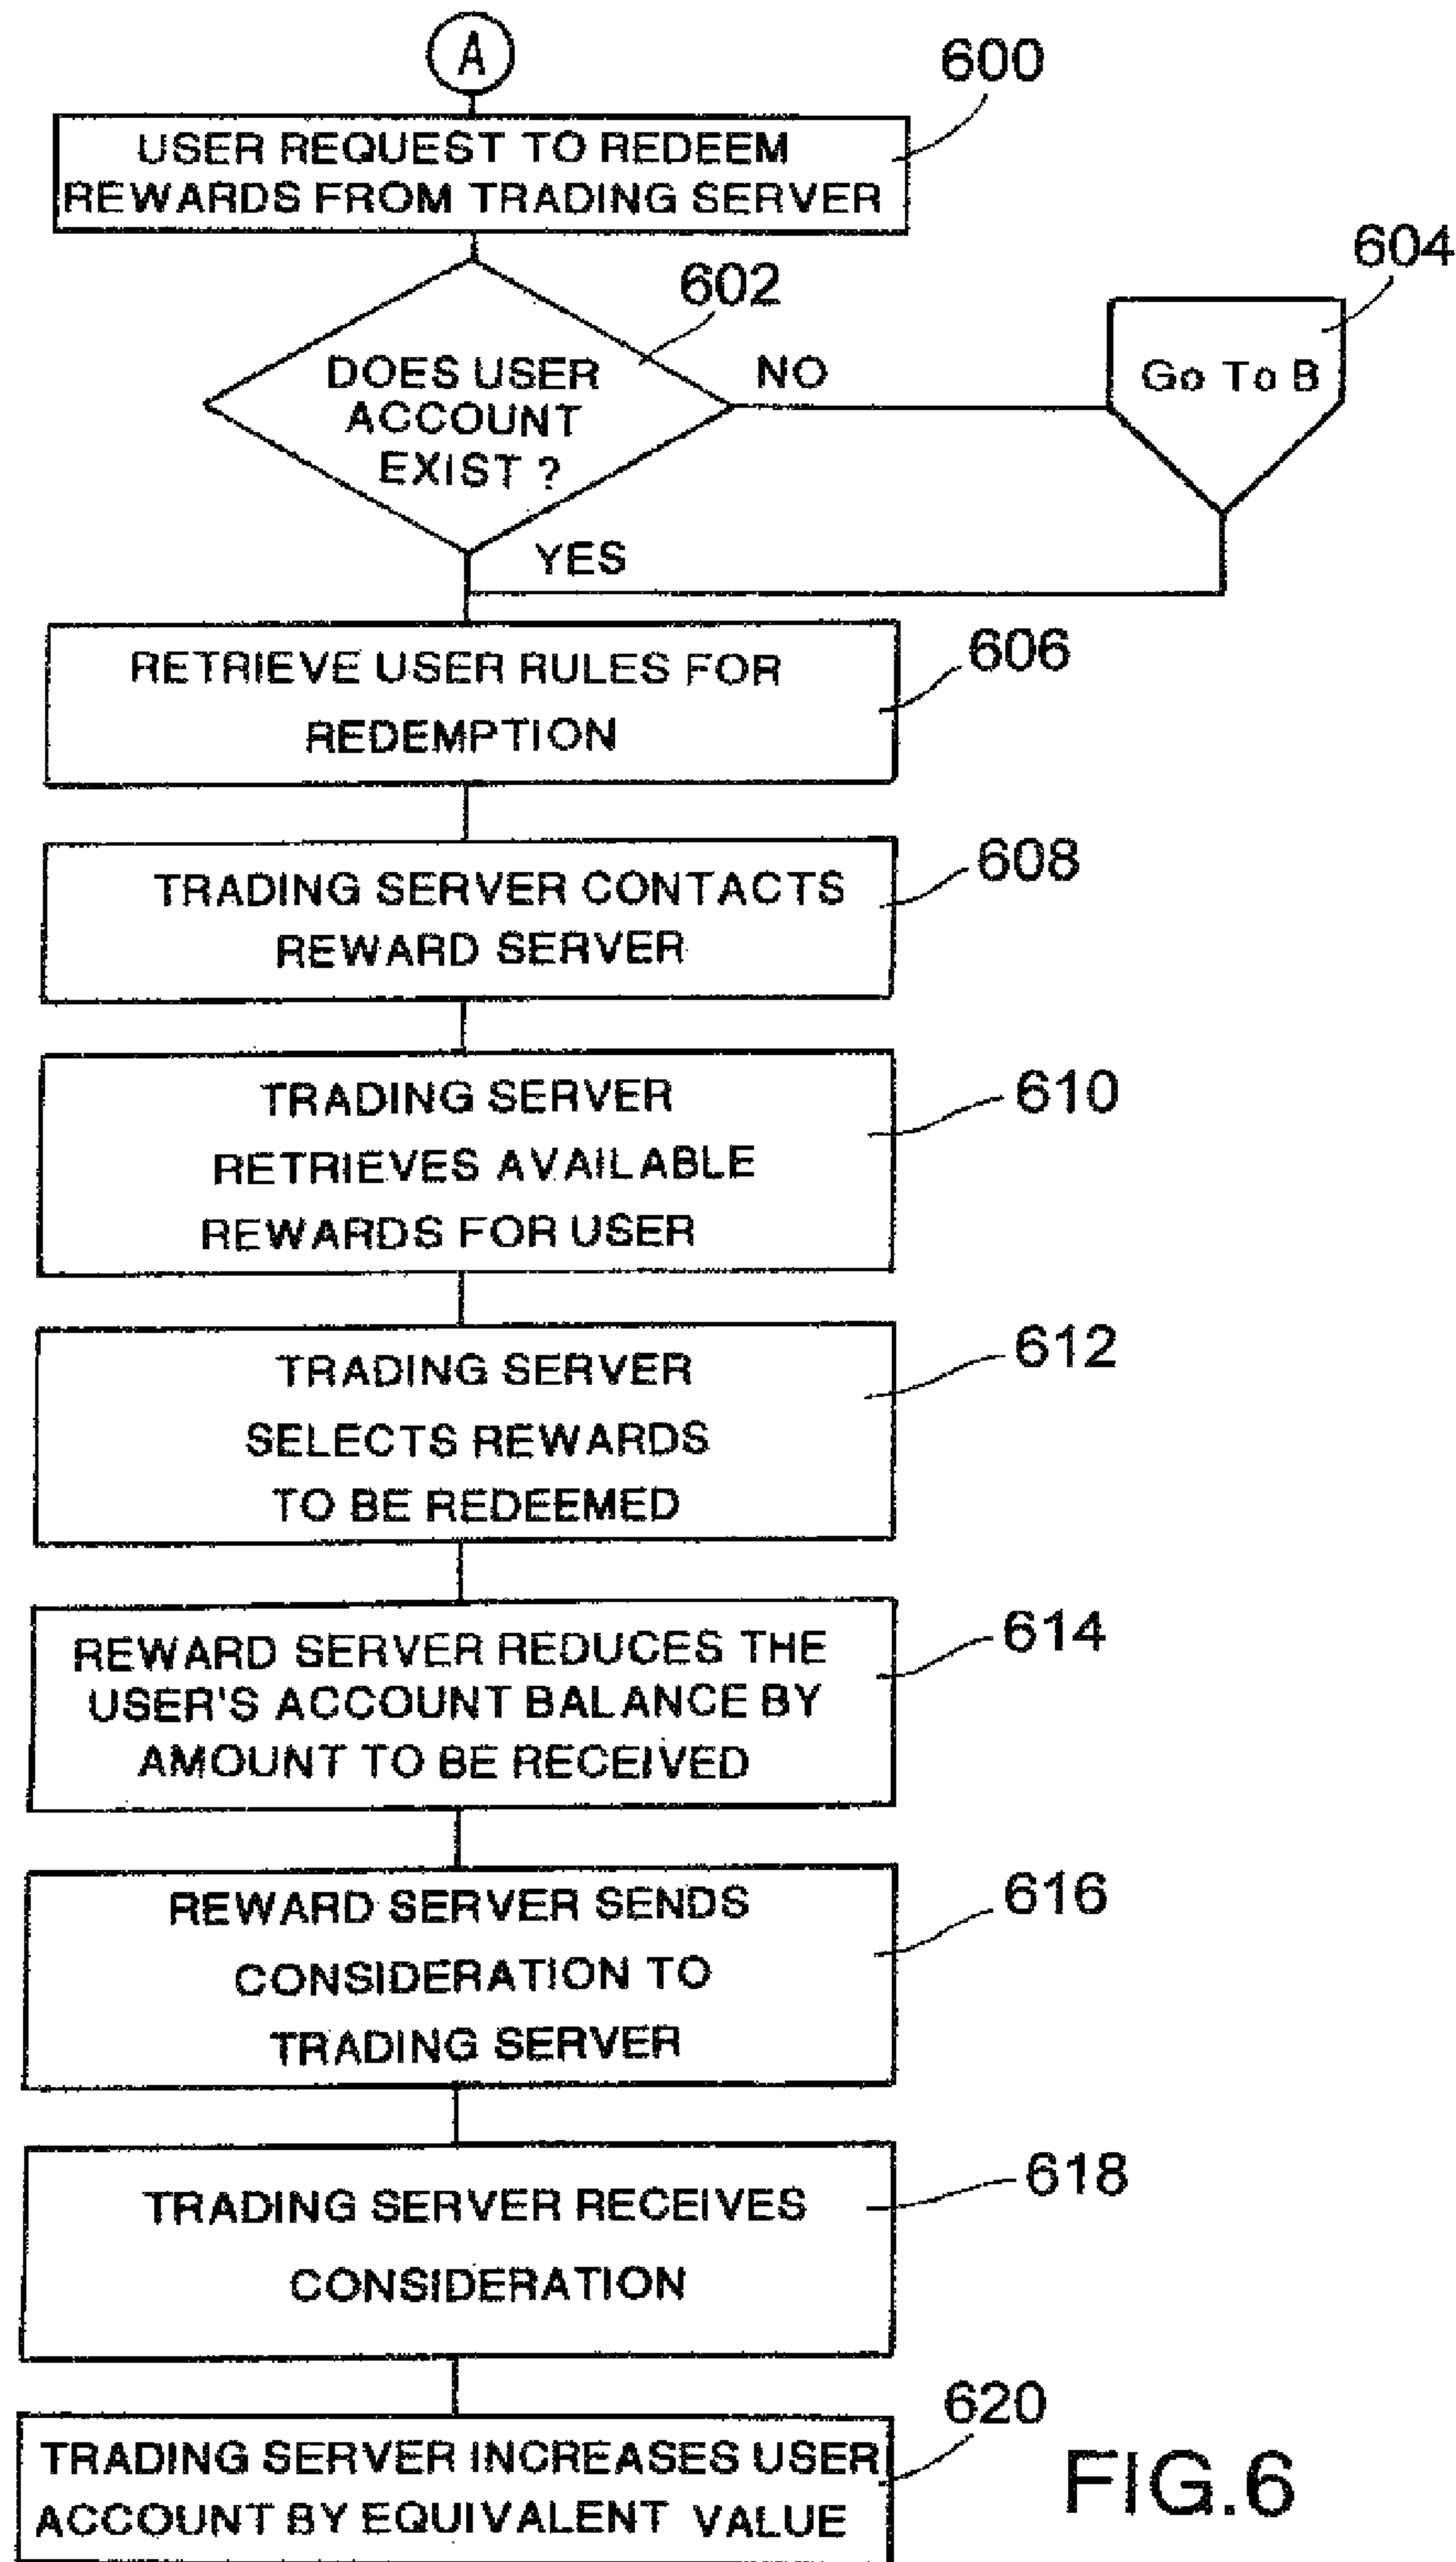 A
600
USER REQUEST TO REDEEM
REWARDS FROM TRADING SERVER
602
604
DOES USER
ACCOUNT
EXIST ?
NO
Go To B
YES
RETRIEVE USER RULES FOR
REDEMPTION
606
TRADING SERVER CONTACTS
REWARD SERVER
608
TRADING SERVER
RETRIEVES AVAILABLE
REWARDS FOR USER
610
TRADING SERVER
SELECTS REWARDS
TO BE REDEEMED
612
REWARD SERVER REDUCES THE
USER'S ACCOUNT BALANCE BY
AMOUNT TO BE RECEIVED
614
REWARD SERVER SENDS
CONSIDERATION TO
TRADING SERVER
616
TRADING SERVER RECEIVES
CONSIDERATION
618
TRADING SERVER INCREASES USER
ACCOUNT BY EQUIVALENT VALUE
620
FIG.6